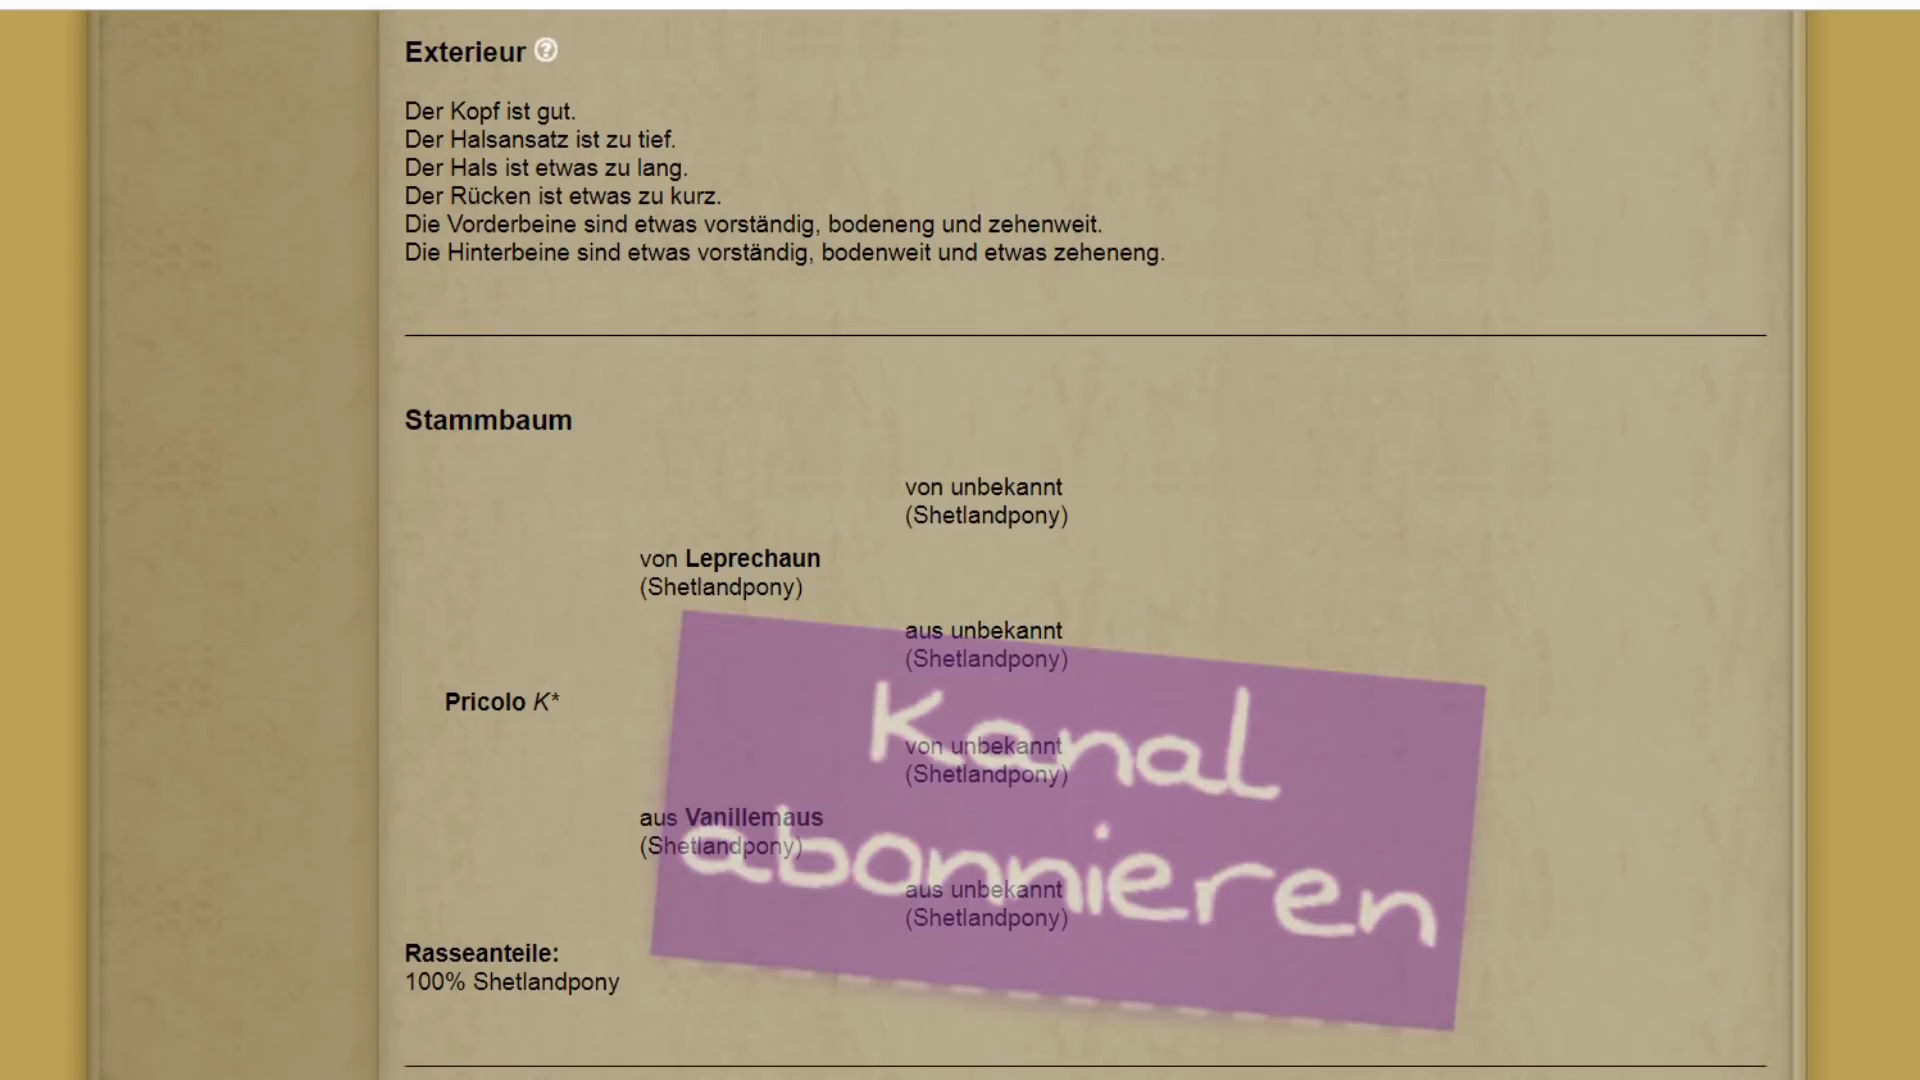 Exterieur ?
Der Kopf ist gut.
Der Halsansatz ist zu tief.
Der Hals ist etwas zu lang.
Der Rücken ist etwas zu kurz.
Die Vorderbeine sind etwas vorständig, bodeneng und zehenweit.
Die Hinterbeine sind etwas vorständig, bodenweit und etwas zeheneng.
Stammbaum
von unbekannt
(Shetlandpony)
von Leprechaun
(Shetlandpony)
aus unbekannt
(Shetlandpony)
Pricolo K*
von unbekannt
(Shetlandpony)
aus Vanillemaus
(Shetlandpony)
aus unbekannt
(Shetlandpony)
Rasseanteile:
100% Shetlandpony
Kanal
abonnieren